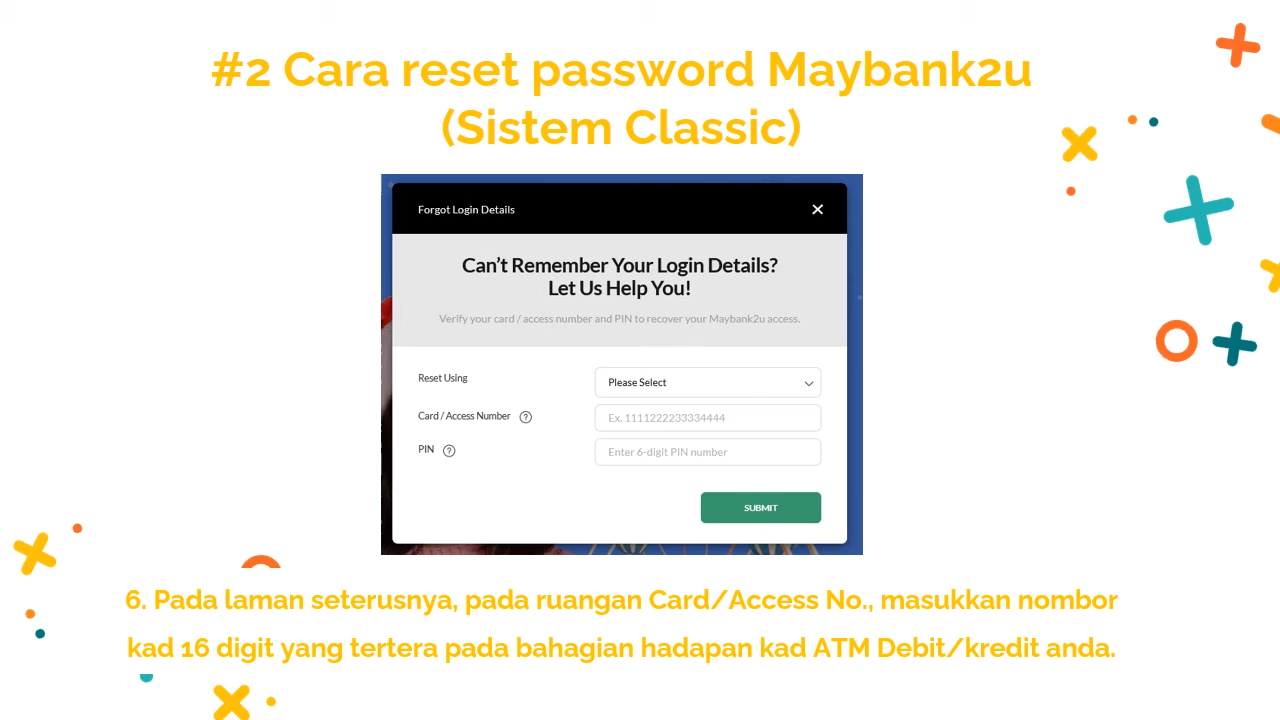 #2 Cara reset password Maybank2u
(Sistem Classic)
Forgot Login Details
Can't Remember Your Login Details?
Let Us Help You!
Verify your card / access number and PIN to recover your Maybank2u access.
Reset Using
Please Select
Card / Access Number ?
Ex. 1111222233334444
PIN ?
Enter 6-digit PIN number
SUBMIT
6. Pada laman seterusnya, pada ruangan Card/Access No., masukkan nombor
kad 16 digit yang tertera pada bahagian hadapan kad ATM Debit/kredit anda.